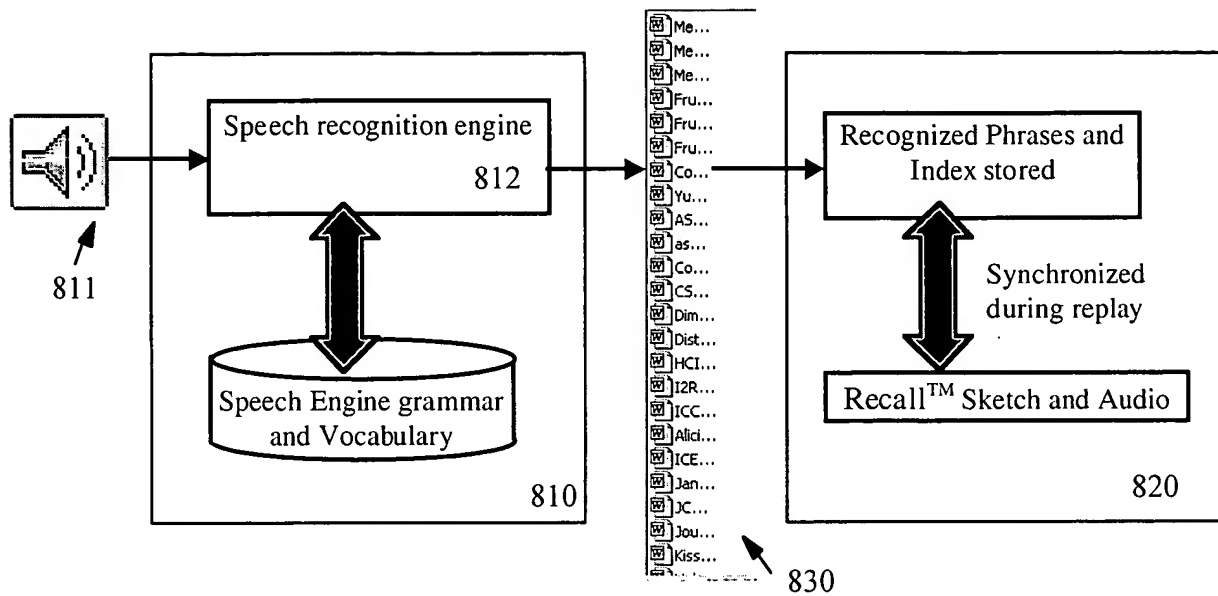 811
Speech recognition engine
812
Speech Engine grammar
and Vocabulary
810
Me...
Me...
Me...
Fru...
Fru...
Fru...
Co...
Yu...
AS...
as...
Co...
CS...
Dim...
Dist...
HCI...
I2R...
ICC...
Alici...
ICE...
Jan...
JC...
Jou...
Kiss...
830
Recognized Phrases and
Index stored
Synchronized
during replay
Recall™ Sketch and Audio
820